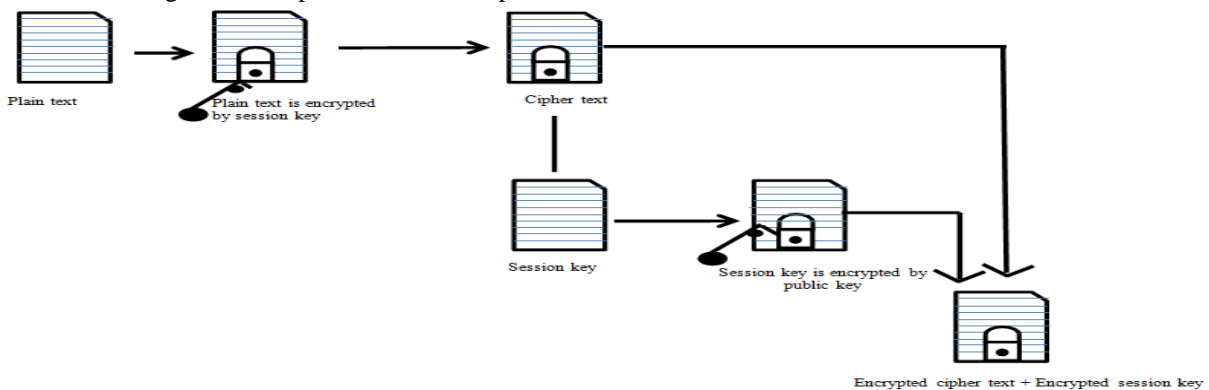 Plain text
Plain text is encrypted
by session key
Cipher text
Session key
Session key is encrypted by
public key
Encrypted cipher text + Encrypted session key